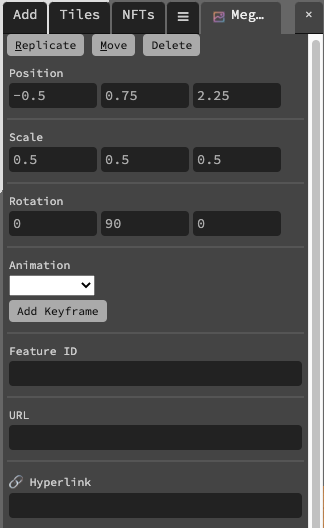 Add Tiles NFTs ≡ Meg… ×
Replicate Move Delete
Position
-0.5 0.75 2.25
Scale
0.5 0.5 0.5
Rotation
0 90 0
Animation
Add Keyframe
Feature ID
URL
Hyperlink